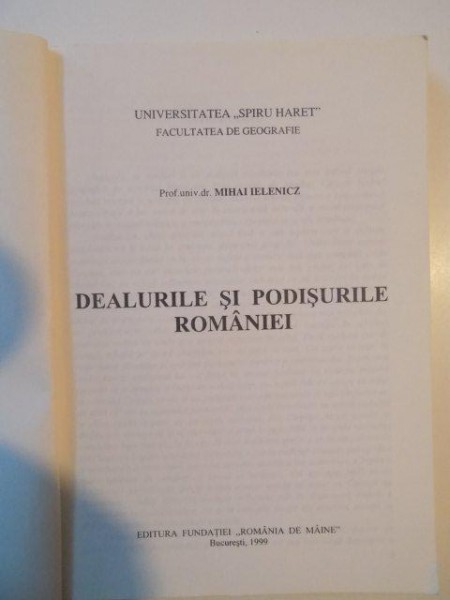 UNIVERSITATEA „SPIRU HARET"
FACULTATEA DE GEOGRAFIE
Prof.univ.dr. MIHAI IELENICZ
DEALURILE ŞI PODIŞURILE
ROMÂNIEI
EDITURA FUNDAŢIEI „ROMÂNIA DE MÂINE"
Bucureşti, 1999